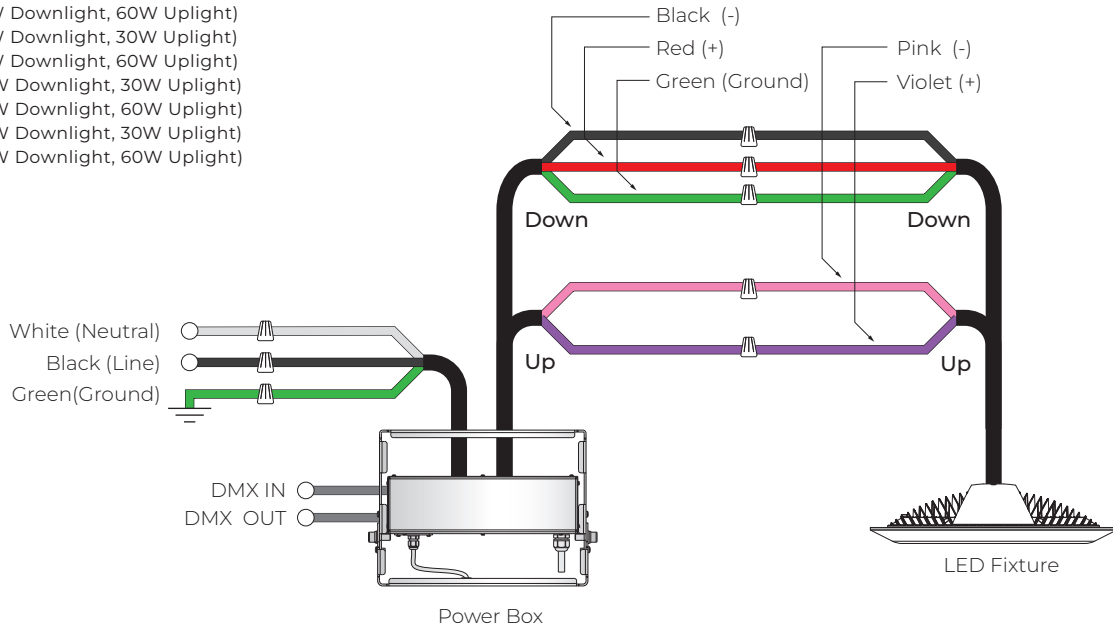 Downlight, 60W Uplight)
Downlight, 30W Uplight)
Downlight, 60W Uplight)
Downlight, 30W Uplight)
Downlight, 60W Uplight)
Downlight, 30W Uplight)
Downlight, 60W Uplight)
Black (-)
Red (+)
Green (Ground)
Pink (-)
Violet (+)
Down
Down
Up
Up
White (Neutral)
Black (Line)
Green(Ground)
DMX IN
DMX OUT
Power Box
LED Fixture